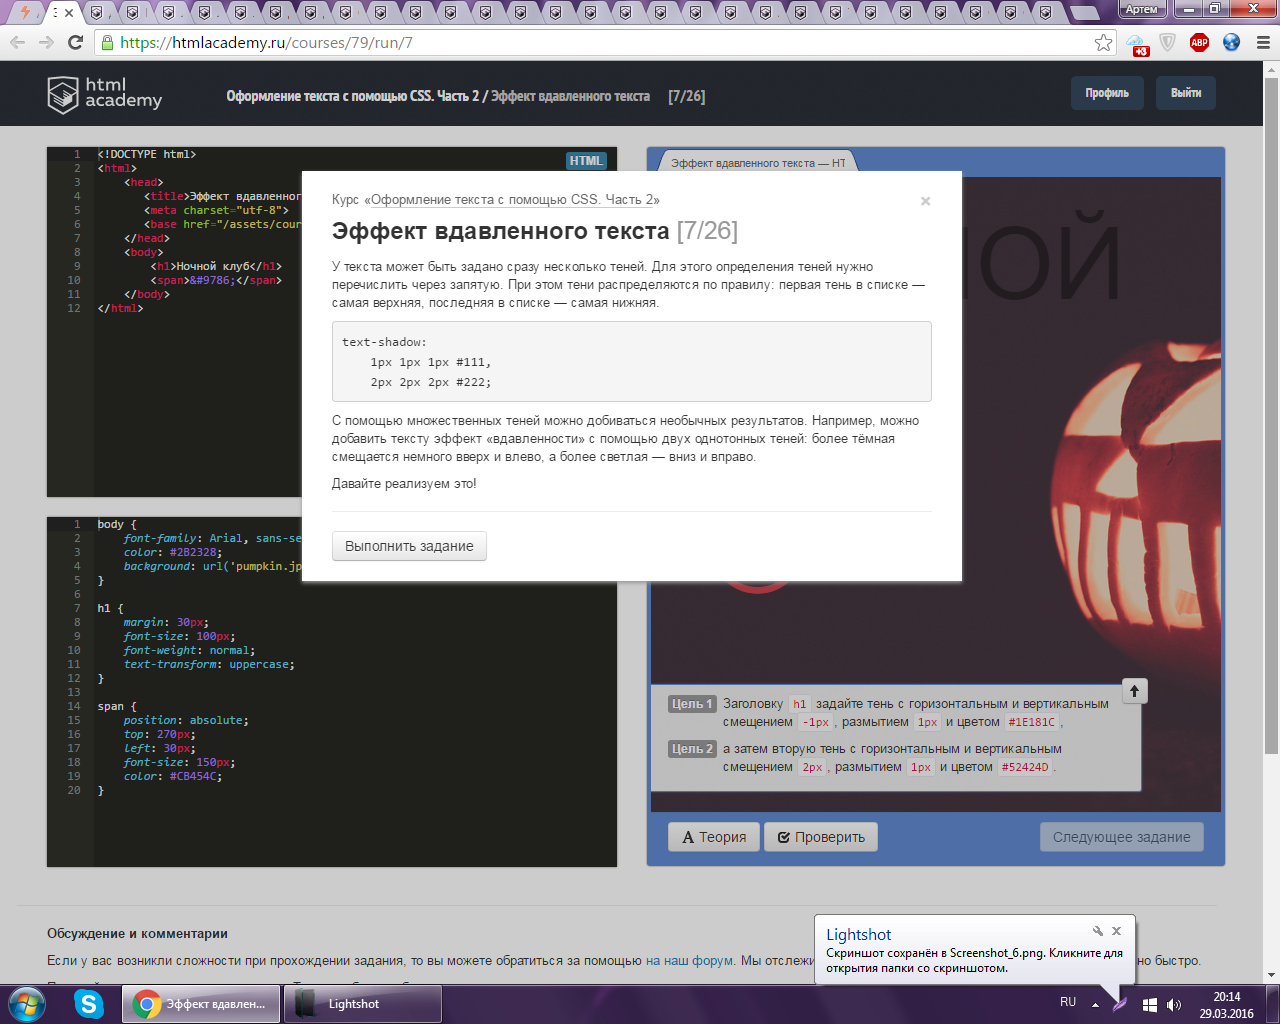 Артем
https://htmlacademy.ru/courses/79/run/7
+3
ABP
html
academy
Оформление текста с помощью CSS. Часть 2 / Эффект вдавленного текста [7/26]
Профиль
Выйти
HTML
1 <!DOCTYPE html>
2 <html>
3 <head>
4 <title>Эффект вдавленног
5 <meta charset="utf-8">
6 <base href="/assets/cour
7 </head>
8 <body>
9 <h1>Ночной клуб</h1>
10 <span>&#9786;</span>
11 </body>
12 </html>
Эффект вдавленного текста — HT
НОЙ
Курс «Оформление текста с помощью CSS. Часть 2»
×
Эффект вдавленного текста [7/26]
У текста может быть задано сразу несколько теней. Для этого определения теней нужно
перечислить через запятую. При этом тени распределяются по правилу: первая тень в списке —
самая верхняя, последняя в списке — самая нижняя.
text-shadow:
1px 1px 1px #111,
2px 2px 2px #222;
С помощью множественных теней можно добиваться необычных результатов. Например, можно
добавить тексту эффект «вдавленности» с помощью двух однотонных теней: более тёмная
смещается немного вверх и влево, а более светлая — вниз и вправо.
Давайте реализуем это!
Выполнить задание
1 body {
2 font-family: Arial, sans-se
3 color: #2B2328;
4 background: url('pumpkin.jp
5 }
6
7 h1 {
8 margin: 30px;
9 font-size: 100px;
10 font-weight: normal;
11 text-transform: uppercase;
12 }
13
14 span {
15 position: absolute;
16 top: 270px;
17 left: 30px;
18 font-size: 150px;
19 color: #CB454C;
20 }
Цель 1 Заголовку h1 задайте тень с горизонтальным и вертикальным
смещением -1px, размытием 1px и цветом #1E181C,
Цель 2 а затем вторую тень с горизонтальным и вертикальным
смещением 2px, размытием 1px и цветом #52424D.
Теория
Проверить
Следующее задание
Обсуждение и комментарии
Если у вас возникли сложности при прохождении задания, то вы можете обратиться за помощью на наш форум. Мы отслежи
но быстро.
Lightshot
Скриншот сохранён в Screenshot_6.png. Кликните для
открытия папки со скриншотом.
Эффект вдавлен...
Lightshot
RU
20:14
29.03.2016